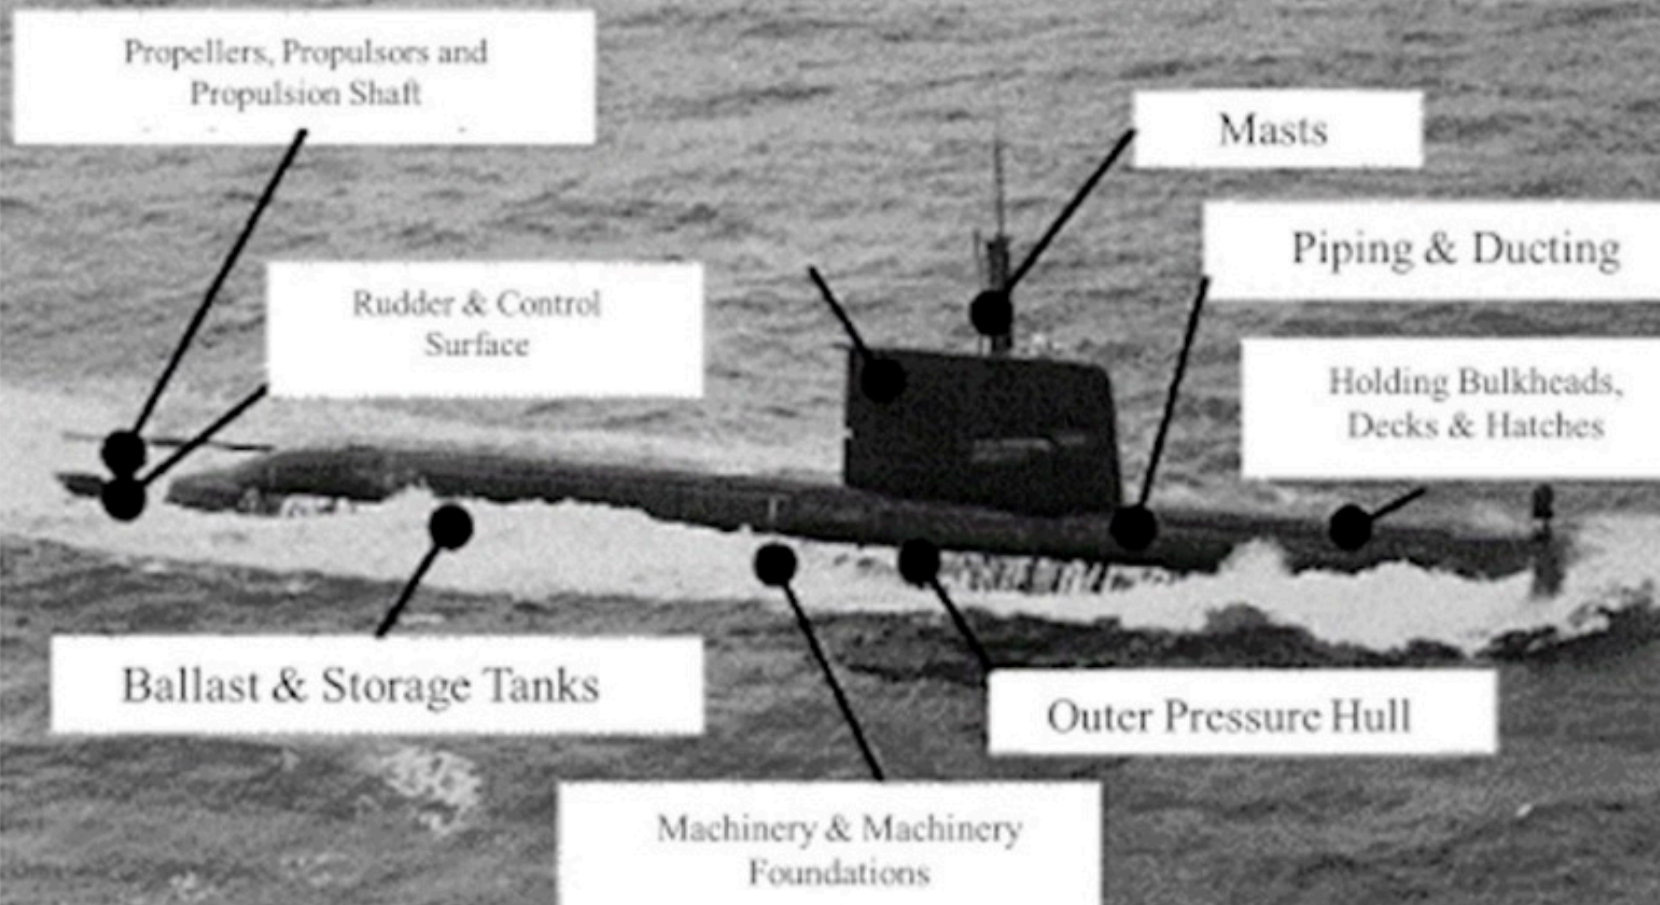 Propellers, Propulsors and
Propulsion Shaft
Masts
Piping & Ducting
Rudder & Control
Surface
Holding Bulkheads,
Decks & Hatches
Ballast & Storage Tanks
Outer Pressure Hull
Machinery & Machinery
Foundations